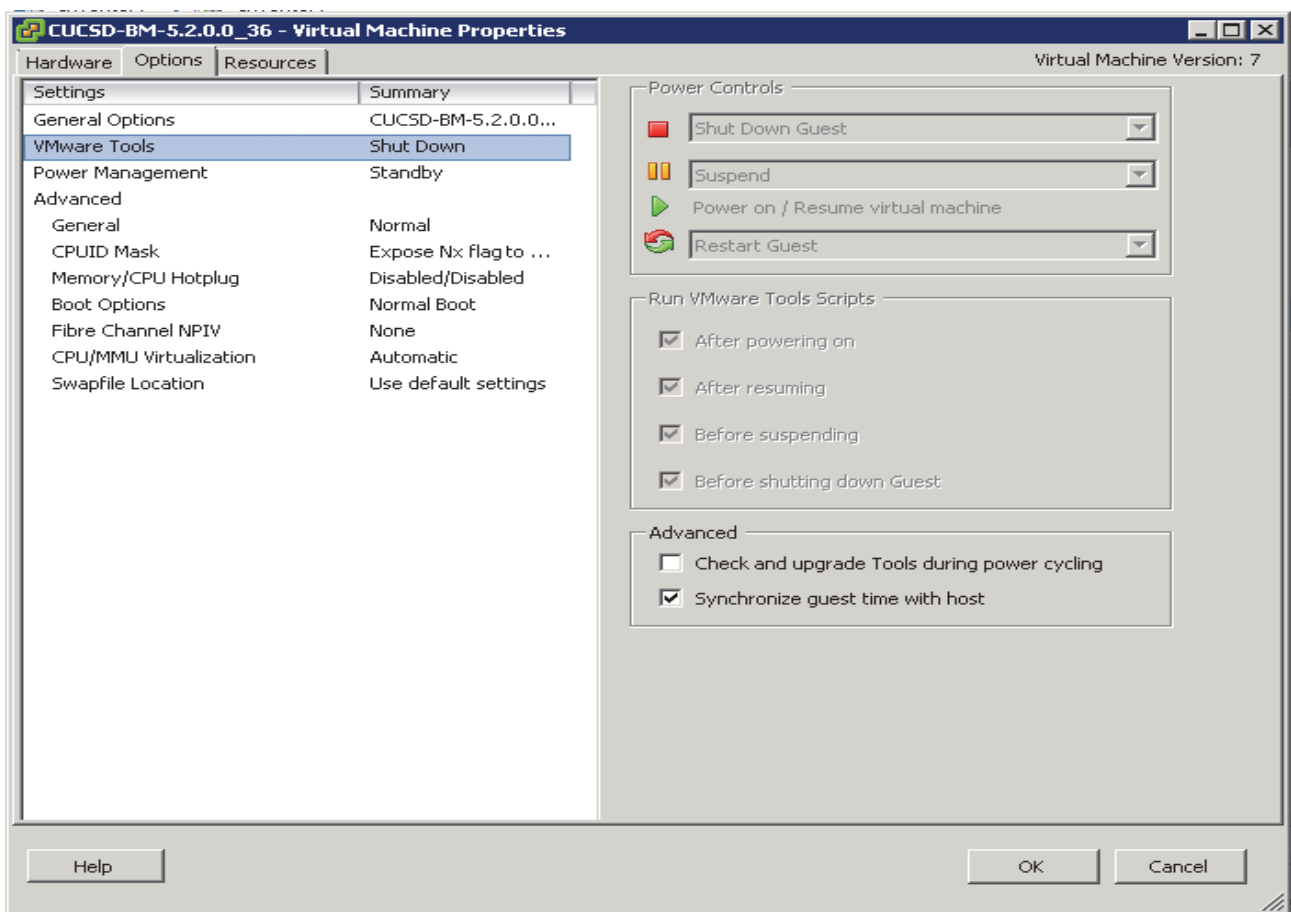 CUCSD-BM-5.2.0.0_36 - Virtual Machine Properties
Hardware Options Resources Virtual Machine Version: 7
Settings Summary
General Options CUCSD-BM-5.2.0.0...
VMware Tools Shut Down
Power Management Standby
Advanced
General Normal
CPUID Mask Expose Nx flag to ...
Memory/CPU Hotplug Disabled/Disabled
Boot Options Normal Boot
Fibre Channel NPIV None
CPU/MMU Virtualization Automatic
Swapfile Location Use default settings
Power Controls
Shut Down Guest
Suspend
Power on / Resume virtual machine
Restart Guest
Run VMware Tools Scripts
After powering on
After resuming
Before suspending
Before shutting down Guest
Advanced
Check and upgrade Tools during power cycling
Synchronize guest time with host
Help OK Cancel